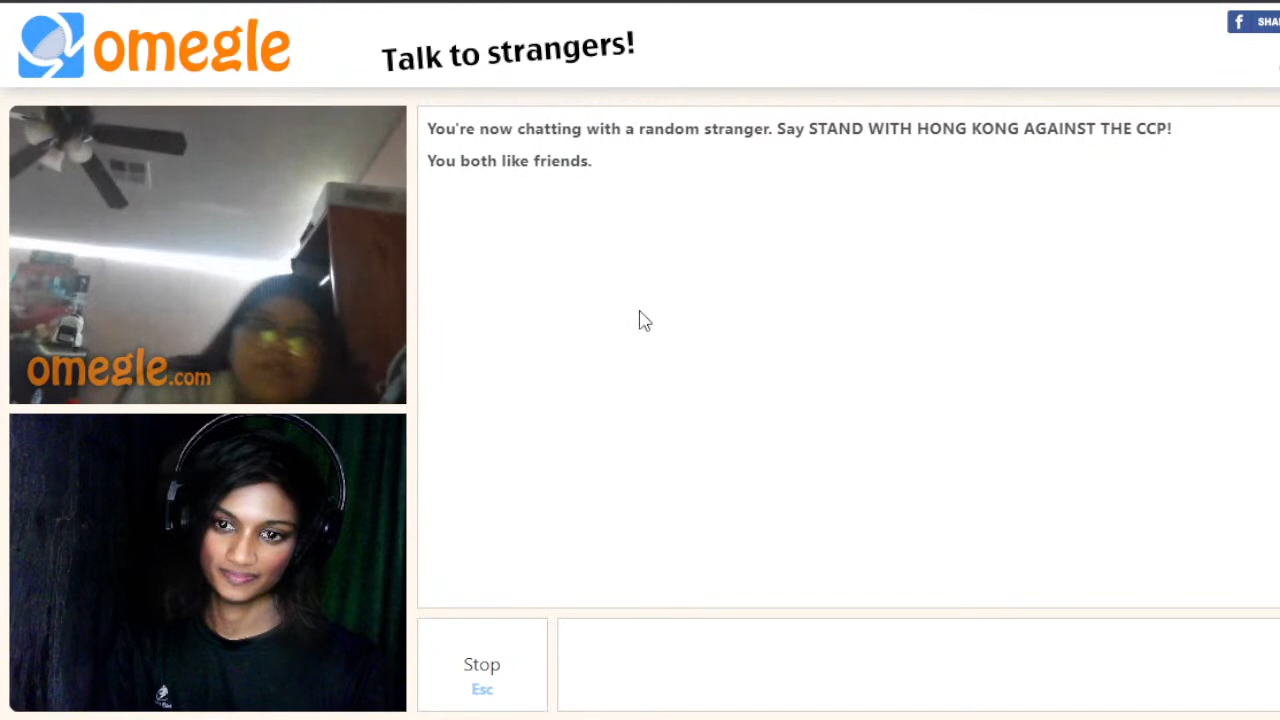 omegle
Talk to strangers!
f SHA
You're now chatting with a random stranger. Say STAND WITH HONG KONG AGAINST THE CCP!
You both like friends.
omegle.com
Stop
Esc